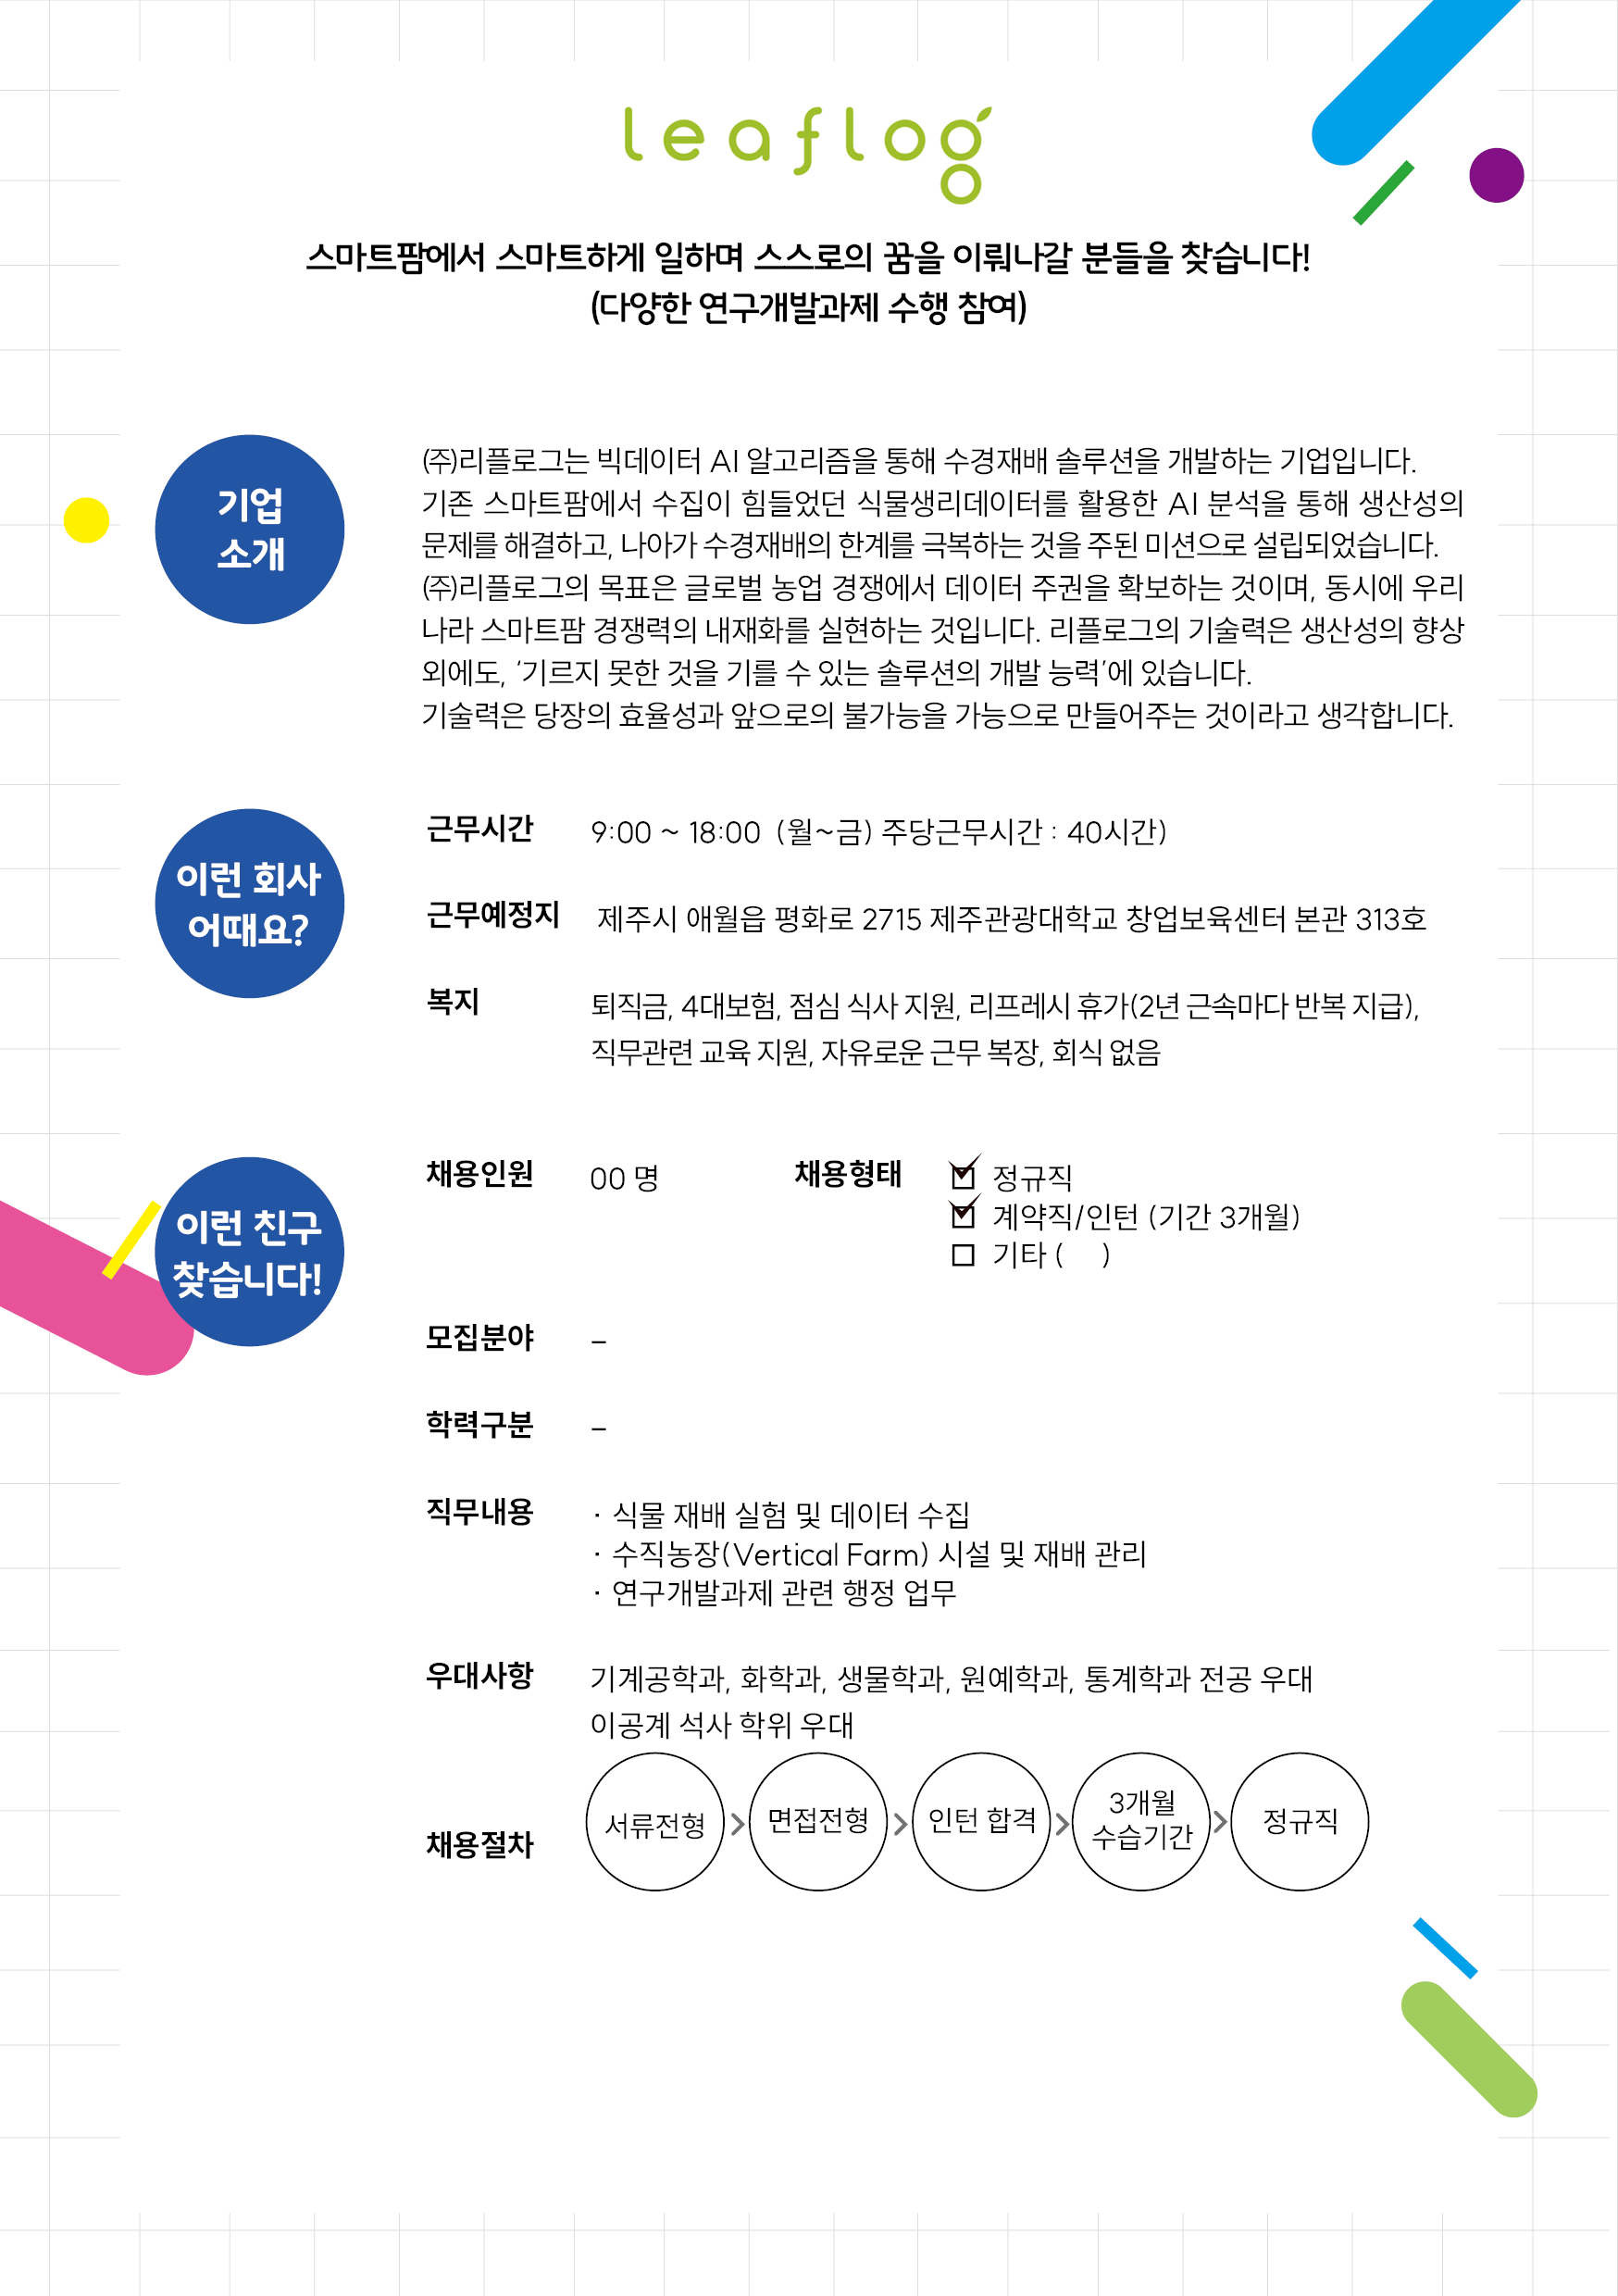 leaflog
스마트팜에서 스마트하게 일하며 스스로의 꿈을 이뤄나갈 분들을 찾습니다!
(다양한 연구개발과제 수행 참여)
기업
소개
㈜리플로그는 빅데이터 AI 알고리즘을 통해 수경재배 솔루션을 개발하는 기업입니다.
기존 스마트팜에서 수집이 힘들었던 식물생리데이터를 활용한 AI 분석을 통해 생산성의
문제를 해결하고, 나아가 수경재배의 한계를 극복하는 것을 주된 미션으로 설립되었습니다.
㈜리플로그의 목표은 글로벌 농업 경쟁에서 데이터 주권을 확보하는 것이며, 동시에 우리
나라 스마트팜 경쟁력의 내재화를 실현하는 것입니다. 리플로그의 기술력은 생산성의 향상
외에도, ‘기르지 못한 것을 기를 수 있는 솔루션의 개발 능력’에 있습니다.
기술력은 당장의 효율성과 앞으로의 불가능을 가능으로 만들어주는 것이라고 생각합니다.
이런 회사
어때요?
근무시간 9:00 ~ 18:00 (월~금) 주당근무시간 : 40시간)
근무예정지 제주시 애월읍 평화로 2715 제주관광대학교 창업보육센터 본관 313호
복지 퇴직금, 4대보험, 점심 식사 지원, 리프레시 휴가(2년 근속마다 반복 지급),
직무관련 교육 지원, 자유로운 근무 복장, 회식 없음
이런 친구
찾습니다!
채용인원 00 명 채용형태 정규직
계약직/인턴 (기간 3개월)
기타 ( )
모집분야 –
학력구분 –
직무내용 · 식물 재배 실험 및 데이터 수집
· 수직농장(Vertical Farm) 시설 및 재배 관리
· 연구개발과제 관련 행정 업무
우대사항 기계공학과, 화학과, 생물학과, 원예학과, 통계학과 전공 우대
이공계 석사 학위 우대
채용절차 서류전형 > 면접전형 > 인턴 합격 > 3개월 수습기간 > 정규직